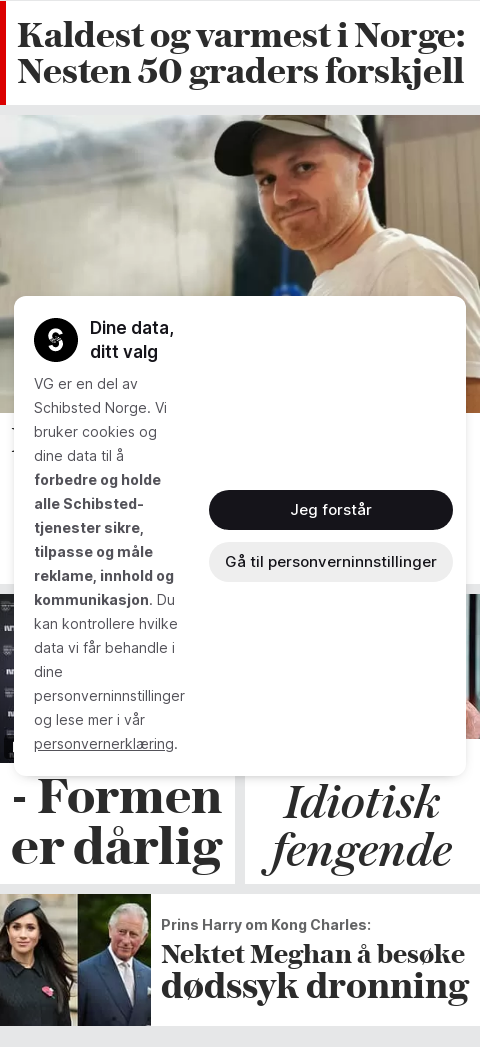 Kaldest og varmest i Norge:
Nesten 50 graders forskjell
Dine data,
ditt valg
VG er en del av
Schibsted Norge. Vi
bruker cookies og
dine data til å
forbedre og holde
alle Schibsted-
tjenester sikre,
tilpasse og måle
reklame, innhold og
kommunikasjon. Du
kan kontrollere hvilke
data vi får behandle i
dine
personverninnstillinger
og lese mer i vår
personvernerklæring.
Jeg forstår
Gå til personverninnstillinger
- Formen
er dårlig
Idiotisk
fengende
Prins Harry om Kong Charles:
Nektet Meghan å besøke
dødssyk dronning